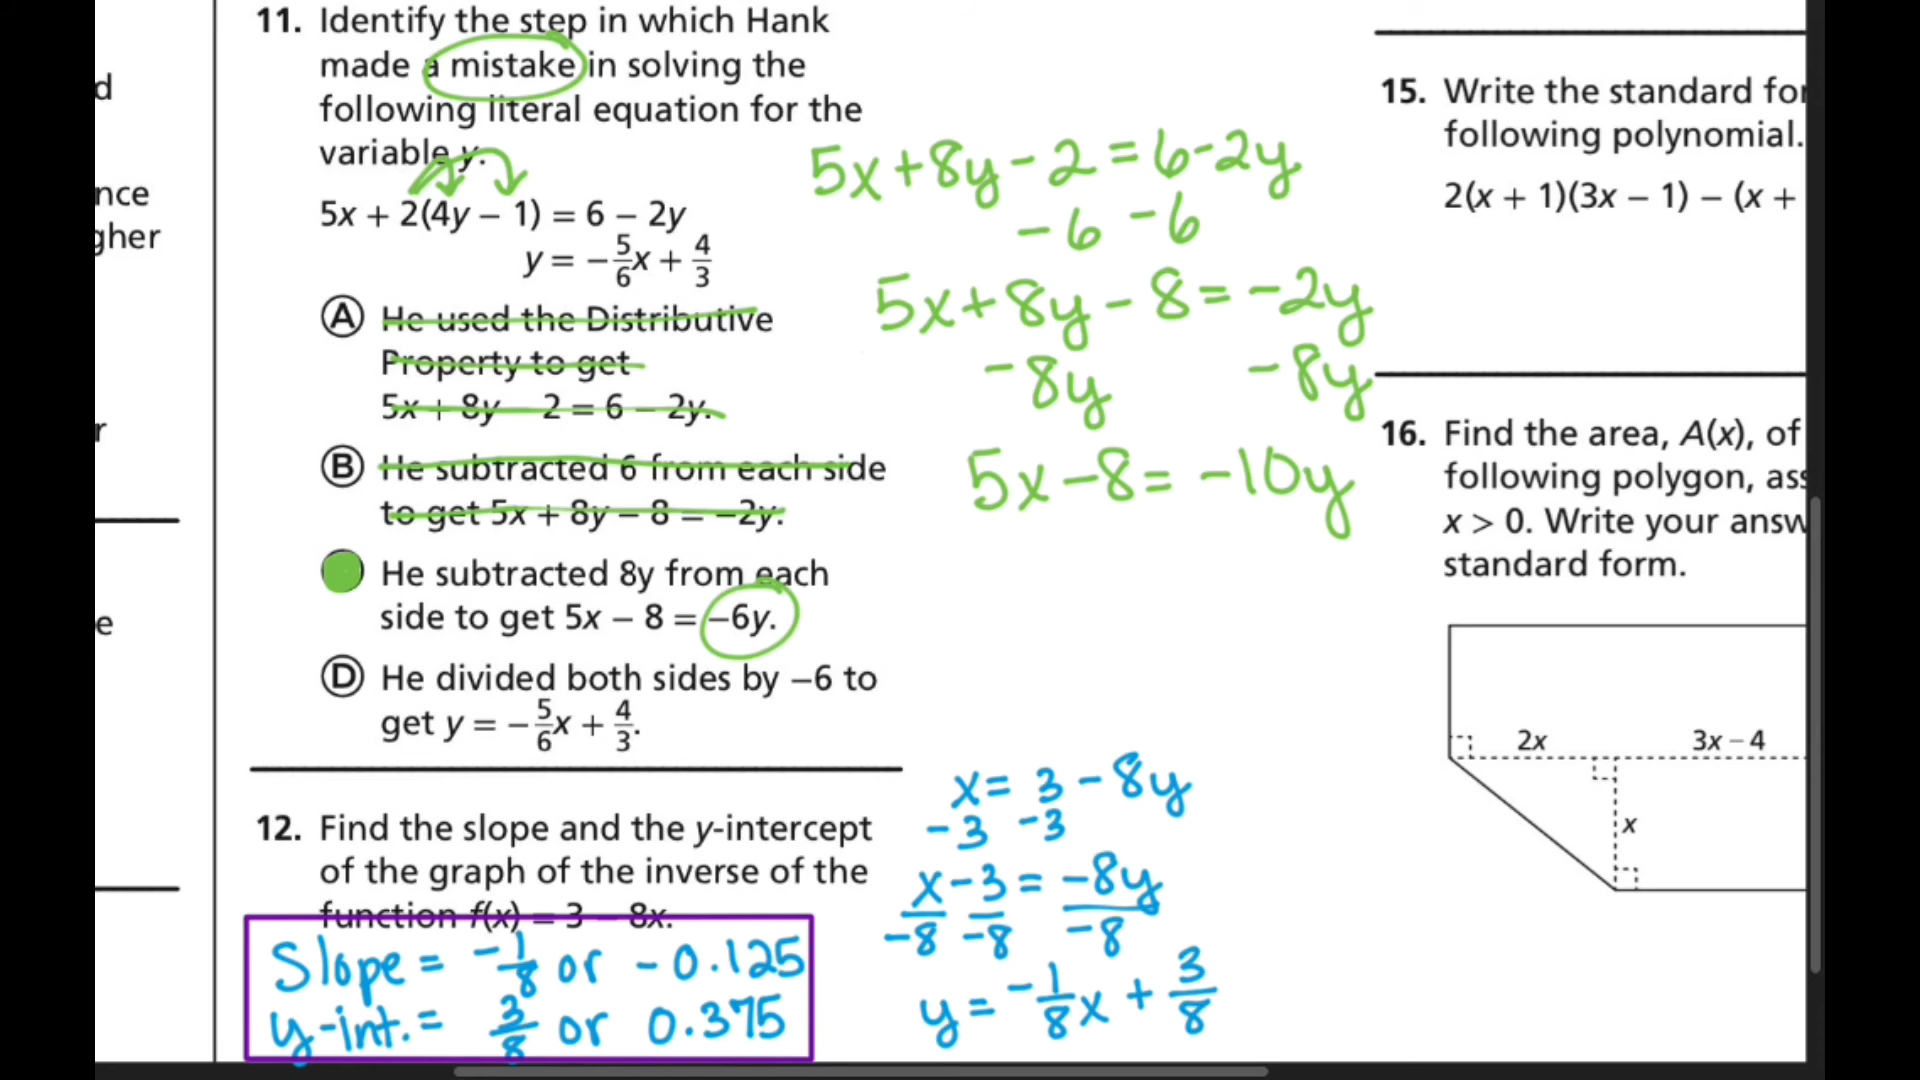 d
nce
gher
r
e
11. Identify the step in which Hank
made a mistake in solving the
following literal equation for the
variable y.
5x + 2(4y − 1) = 6 − 2y
y = −5/6x + 4/3
A He used the Distributive
Property to get
5x + 8y − 2 = 6 − 2y.
B He subtracted 6 from each side
to get 5x + 8y − 8 = −2y.
He subtracted 8y from each
side to get 5x − 8 = −6y.
D He divided both sides by −6 to
get y = −5/6x + 4/3.
5x+8y-2=6-2y
-6 -6
5x+8y-8=-2y
-8y -8y
5x-8=-10y
12. Find the slope and the y-intercept
of the graph of the inverse of the
function f(x) = 3 − 8x.
Slope = -1/8 or -0.125
y-int. = 3/8 or 0.375
x= 3-8y
-3 -3
x-3 = -8y
-8 -8 -8
y= -1/8x + 3/8
15. Write the standard for
following polynomial.
2(x + 1)(3x − 1) − (x +
16. Find the area, A(x), of
following polygon, ass
x > 0. Write your answ
standard form.
2x 3x − 4
x